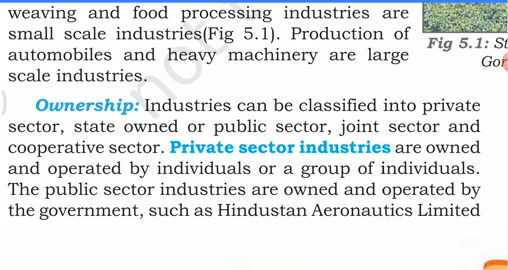 weaving and food processing industries are
small scale industries(Fig 5.1). Production of
automobiles and heavy machinery are large
scale industries.
Fig 5.1: St
Gor
Ownership: Industries can be classified into private
sector, state owned or public sector, joint sector and
cooperative sector. Private sector industries are owned
and operated by individuals or a group of individuals.
The public sector industries are owned and operated by
the government, such as Hindustan Aeronautics Limited